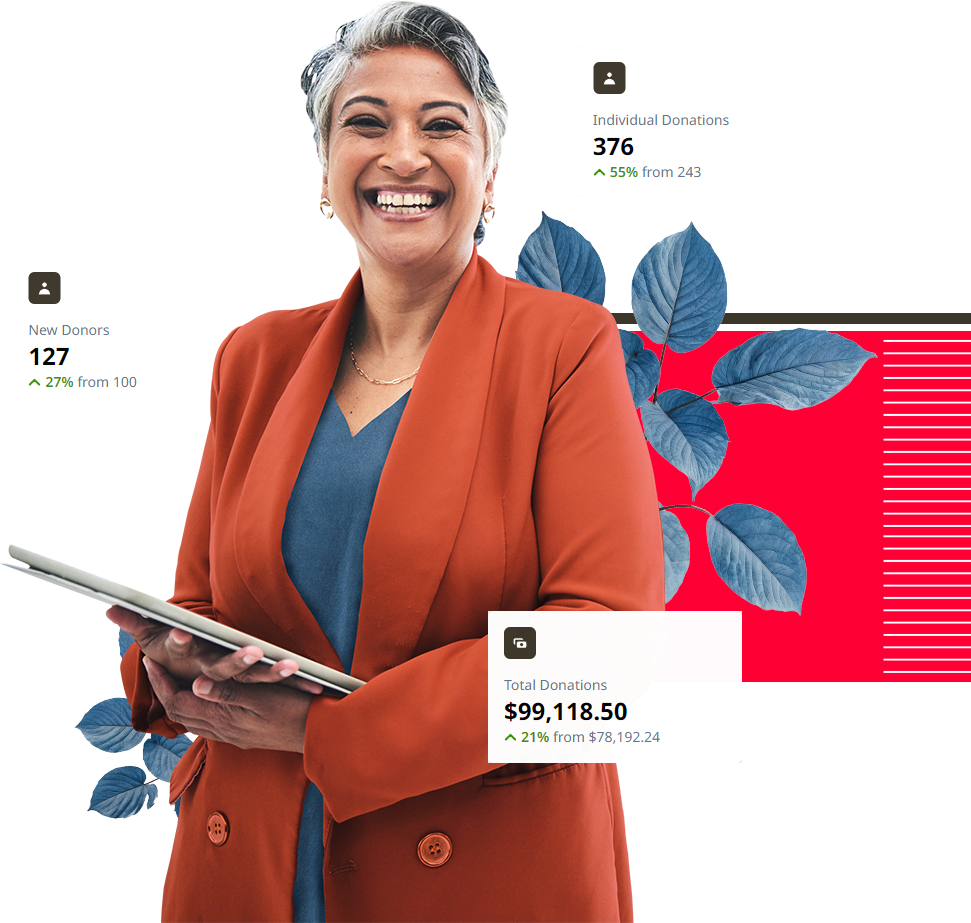 Individual Donations
376
55% from 243
New Donors
127
27% from 100
Total Donations
$99,118.50
21% from $78,192.24